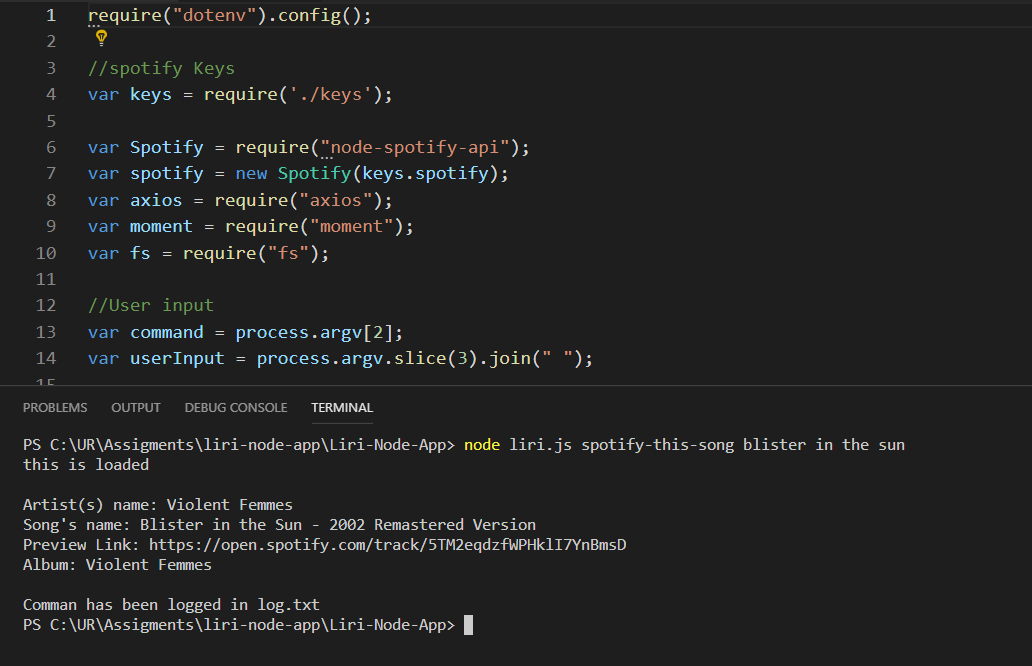 1 require("dotenv").config();
2
3 //spotify Keys
4 var keys = require('./keys');
5
6 var Spotify = require("node-spotify-api");
7 var spotify = new Spotify(keys.spotify);
8 var axios = require("axios");
9 var moment = require("moment");
10 var fs = require("fs");
11
12 //User input
13 var command = process.argv[2];
14 var userInput = process.argv.slice(3).join(" ");
15
PROBLEMS OUTPUT DEBUG CONSOLE TERMINAL
PS C:\UR\Assigments\liri-node-app\Liri-Node-App> node liri.js spotify-this-song blister in the sun
this is loaded
Artist(s) name: Violent Femmes
Song's name: Blister in the Sun - 2002 Remastered Version
Preview Link: https://open.spotify.com/track/5TM2eqdzfWPHklI7YnBmsD
Album: Violent Femmes
Comman has been logged in log.txt
PS C:\UR\Assigments\liri-node-app\Liri-Node-App>